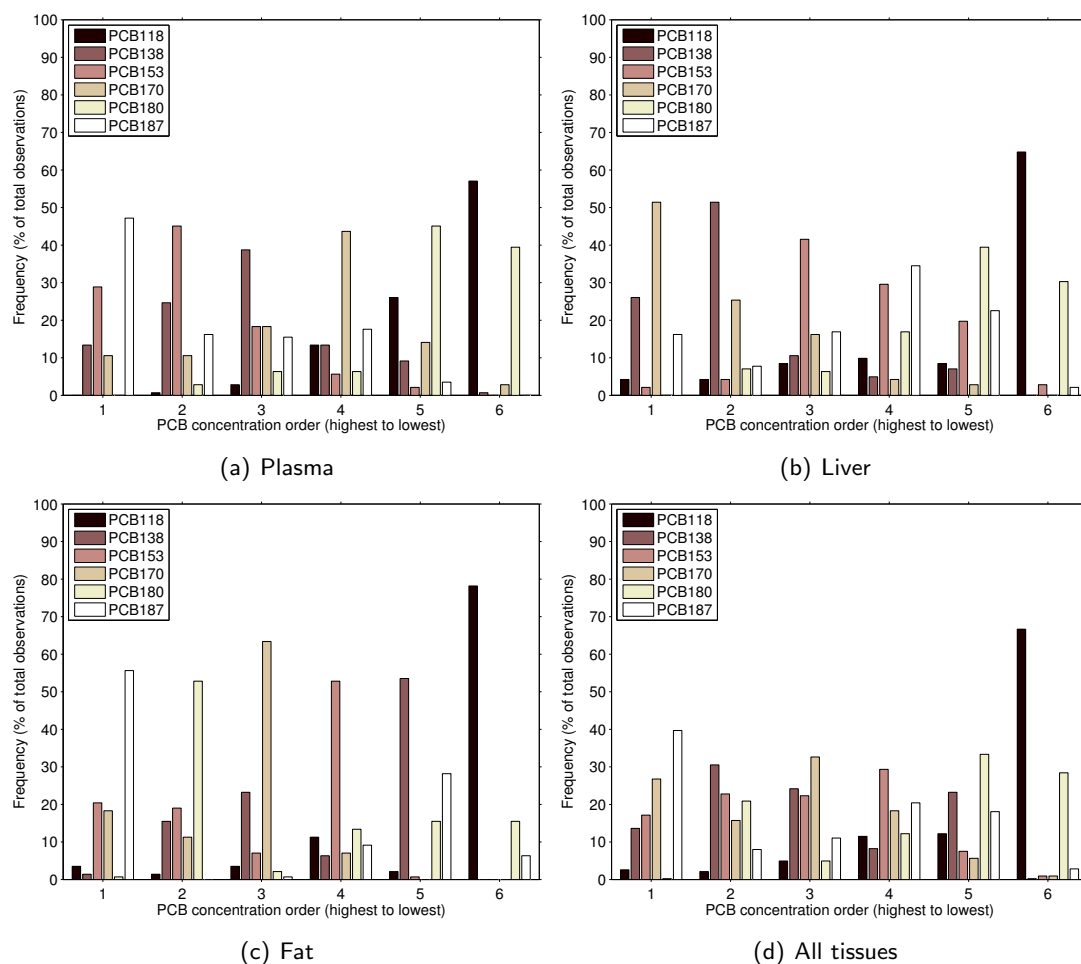 100
90
80
70
60
50
40
30
20
10
0
Frequency (% of total observations)
PCB118
PCB138
PCB153
PCB170
PCB180
PCB187
1 2 3 4 5 6
PCB concentration order (highest to lowest)
(a) Plasma
100
90
80
70
60
50
40
30
20
10
0
Frequency (% of total observations)
PCB118
PCB138
PCB153
PCB170
PCB180
PCB187
1 2 3 4 5 6
PCB concentration order (highest to lowest)
(b) Liver
100
90
80
70
60
50
40
30
20
10
0
Frequency (% of total observations)
PCB118
PCB138
PCB153
PCB170
PCB180
PCB187
1 2 3 4 5 6
PCB concentration order (highest to lowest)
(c) Fat
100
90
80
70
60
50
40
30
20
10
0
Frequency (% of total observations)
PCB118
PCB138
PCB153
PCB170
PCB180
PCB187
1 2 3 4 5 6
PCB concentration order (highest to lowest)
(d) All tissues